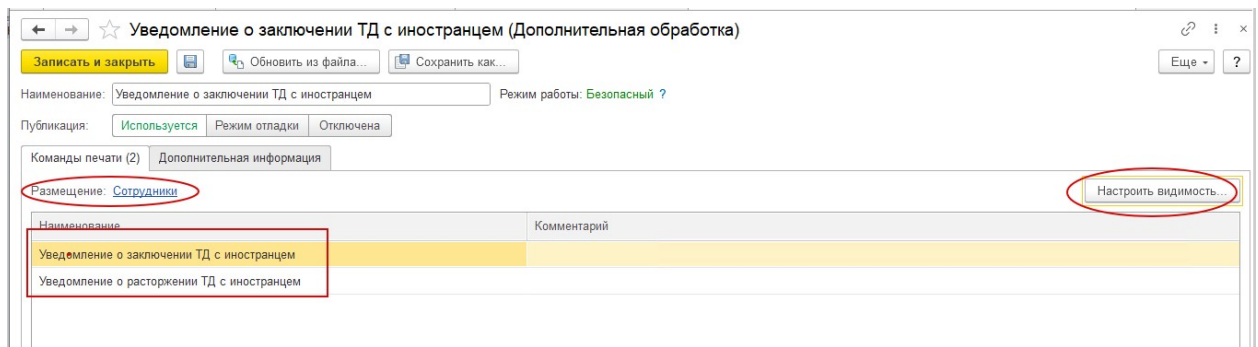 Уведомление о заключении ТД с иностранцем (Дополнительная обработка)
Записать и закрыть Обновить из файла... Сохранить как... Еще ?
Наименование: Уведомление о заключении ТД с иностранцем Режим работы: Безопасный ?
Публикация: Используется Режим отладки Отключена
Команды печати (2) Дополнительная информация
Размещение: Сотрудники Настроить видимость...
Наименование Комментарий
Уведомление о заключении ТД с иностранцем
Уведомление о расторжении ТД с иностранцем